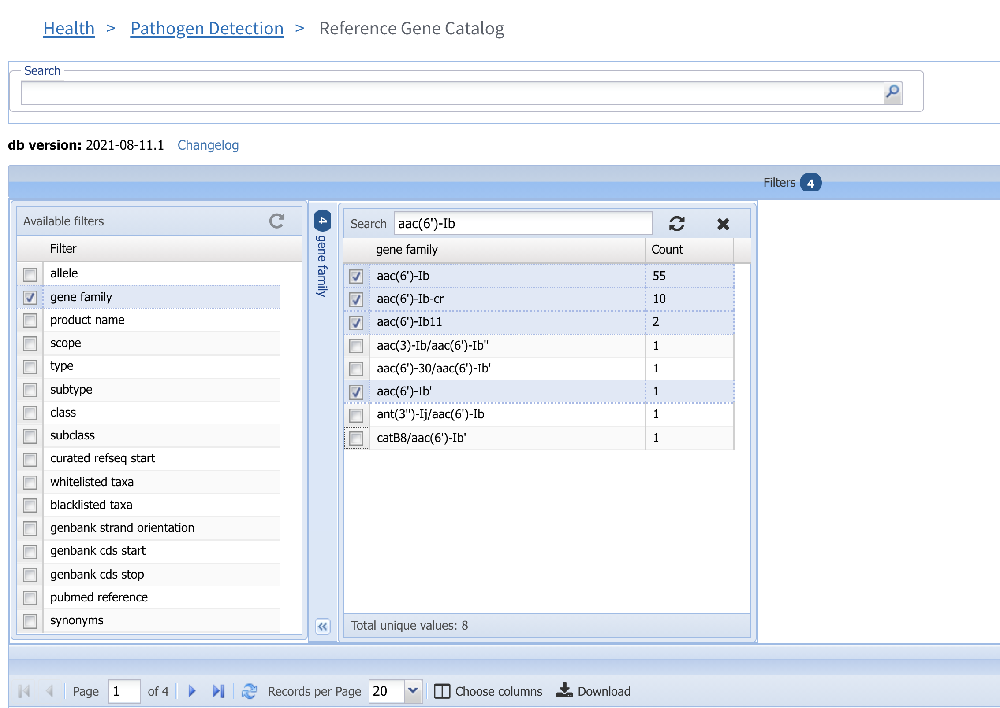 Health > Pathogen Detection > Reference Gene Catalog
Search
db version: 2021-08-11.1 Changelog
Filters 4
Available filters
Filter
allele
gene family
product name
scope
type
subtype
class
subclass
curated refseq start
whitelisted taxa
blacklisted taxa
genbank strand orientation
genbank cds start
genbank cds stop
pubmed reference
synonyms
4 gene family
Search aac(6')-Ib
gene family Count
aac(6')-Ib 55
aac(6')-Ib-cr 10
aac(6')-Ib11 2
aac(3)-Ib/aac(6')-Ib'' 1
aac(6')-30/aac(6')-Ib' 1
aac(6')-Ib' 1
ant(3'')-Ij/aac(6')-Ib 1
catB8/aac(6')-Ib' 1
Total unique values: 8
Page 1 of 4 Records per Page 20 Choose columns Download